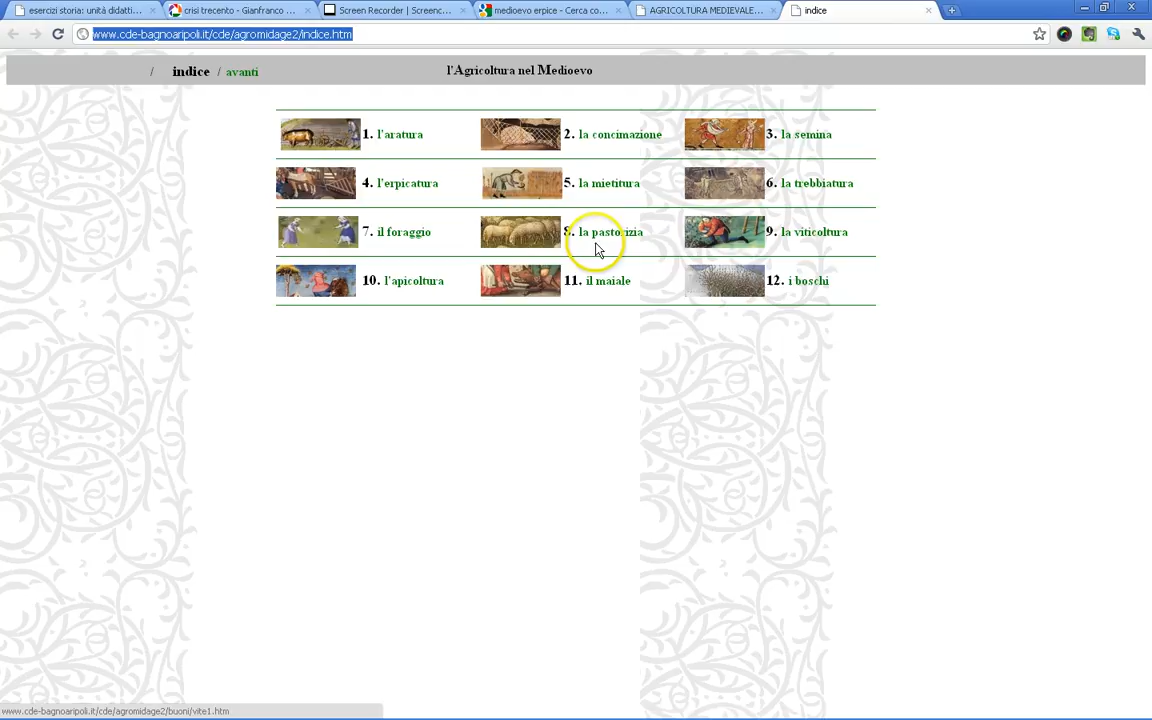 esercizi storia: unità didatti...
crisi trecento - Gianfranco ...
Screen Recorder | Screenc...
medioevo erpice - Cerca co...
AGRICOLTURA MEDIEVALE...
indice
www.cde-bagnoaripoli.it/cde/agromidage2/indice.htm
/ indice / avanti
l'Agricoltura nel Medioevo
1. l'aratura
2. la concimazione
3. la semina
4. l'erpicatura
5. la mietitura
6. la trebbiatura
7. il foraggio
8. la pastorizia
9. la viticoltura
10. l'apicoltura
11. il maiale
12. i boschi
www.cde-bagnoaripoli.it/cde/agromidage2/buoni/vite1.htm